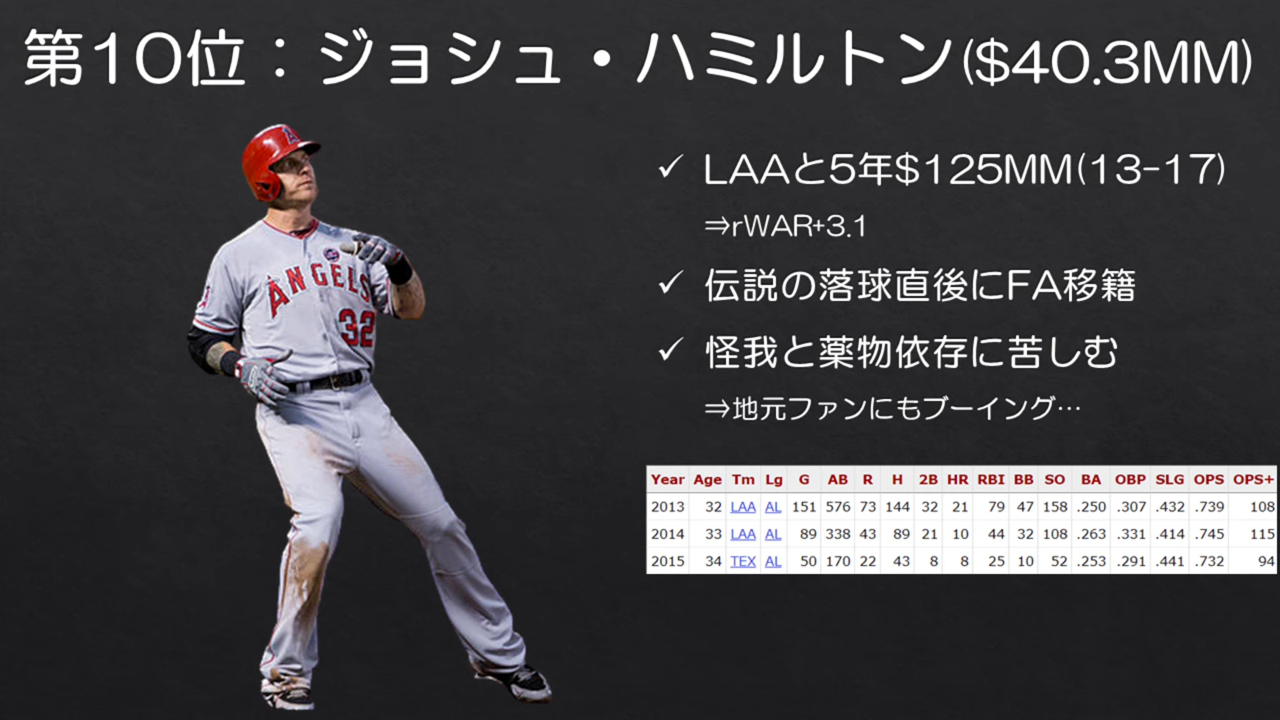 第10位：ジョシュ・ハミルトン($40.3MM)
✓ LAAと5年$125MM(13-17)
⇒rWAR+3.1
✓ 伝説の落球直後にFA移籍
✓ 怪我と薬物依存に苦しむ
⇒地元ファンにもブーイング…
ANGELS
32
Year Age Tm Lg G AB R H 2B HR RBI BB SO BA OBP SLG OPS OPS+
2013 32 LAA AL 151 576 73 144 32 21 79 47 158 .250 .307 .432 .739 108
2014 33 LAA AL 89 338 43 89 21 10 44 32 108 .263 .331 .414 .745 115
2015 34 TEX AL 50 170 22 43 8 8 25 10 52 .253 .291 .441 .732 94